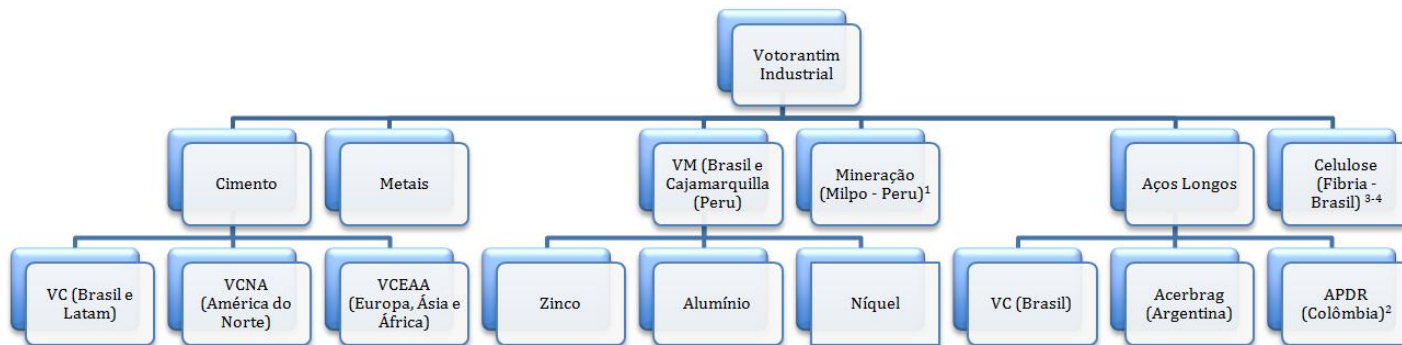 Votorantim
Industrial
Cimento
Metais
VM (Brasil e
Cajamarquilla
(Peru)
Mineração
(Milpo - Peru)¹
Aços Longos
Celulose
(Fibria -
Brasil) ³⁻⁴
VC (Brasil e
Latam)
VCNA
(América do
Norte)
VCEAA
(Europa, Ásia e
África)
Zinco
Alumínio
Níquel
VC (Brasil)
Acerbrag
(Argentina)
APDR
(Colômbia)²